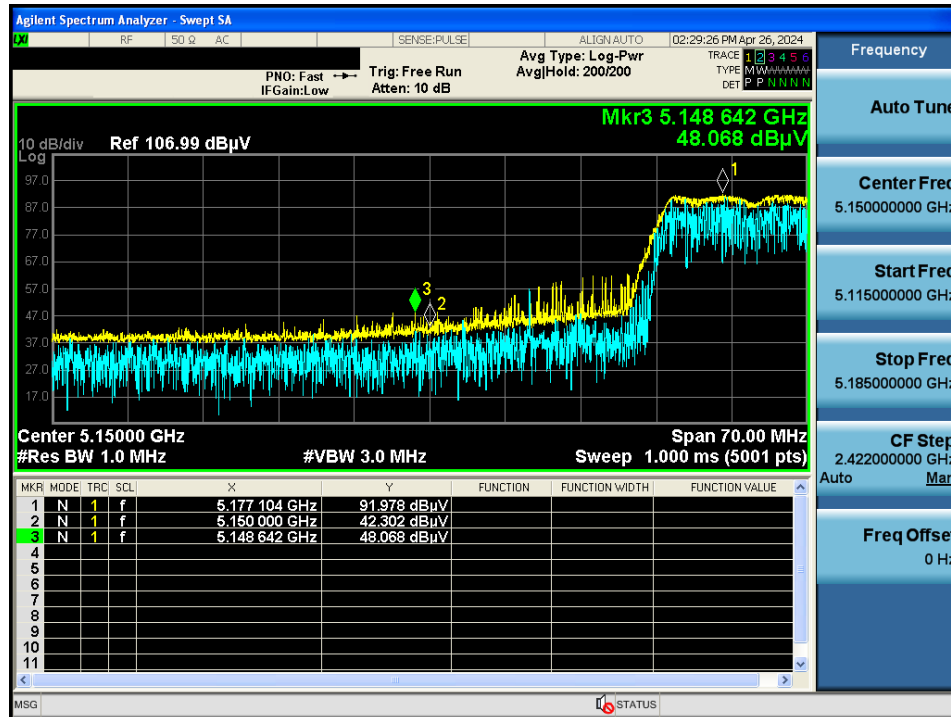 Agilent Spectrum Analyzer - Swept SA
LXI RF 50 Ω AC SENSE:PULSE ALIGN AUTO 02:29:26 PM Apr 26, 2024
Frequency
PNO: Fast
IFGain:Low
Trig: Free Run
Atten: 10 dB
Avg Type: Log-Pwr
Avg|Hold: 200/200
TRACE 1 2 3 4 5 6
TYPE M W
DET P P N N N N
Auto Tune
Mkr3 5.148 642 GHz
48.068 dBµV
10 dB/div Ref 106.99 dBµV
Log
97.0
87.0
77.0
67.0
57.0
47.0
37.0
27.0
17.0
1
3
2
Center Freq
5.150000000 GHz
Start Freq
5.115000000 GHz
Stop Freq
5.185000000 GHz
Center 5.15000 GHz Span 70.00 MHz
#Res BW 1.0 MHz #VBW 3.0 MHz Sweep 1.000 ms (5001 pts)
CF Step
2.422000000 GHz
Auto Man
Freq Offset
0 Hz
MKR MODE TRC SCL X Y FUNCTION FUNCTION WIDTH FUNCTION VALUE
1 N 1 f 5.177 104 GHz 91.978 dBµV
2 N 1 f 5.150 000 GHz 42.302 dBµV
3 N 1 f 5.148 642 GHz 48.068 dBµV
4
5
6
7
8
9
10
11
MSG STATUS